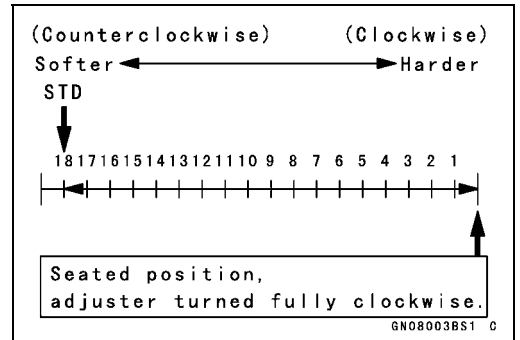 (Counterclockwise) (Clockwise)
Softer Harder
STD
18 17 16 15 14 13 12 11 10 9 8 7 6 5 4 3 2 1
Seated position,
adjuster turned fully clockwise.
GN08003BS1 C